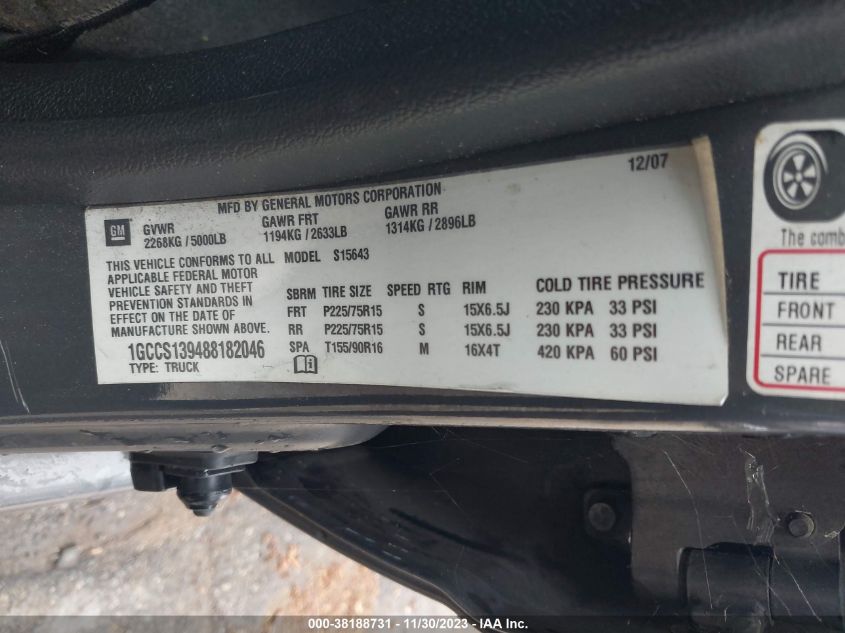 12/07
MFD BY GENERAL MOTORS CORPORATION
GM
GVWR GAWR FRT GAWR RR
2268KG / 5000LB 1194KG / 2633LB 1314KG / 2896LB
THIS VEHICLE CONFORMS TO ALL MODEL S15643
APPLICABLE FEDERAL MOTOR
VEHICLE SAFETY AND THEFT
PREVENTION STANDARDS IN
EFFECT ON THE DATE OF
MANUFACTURE SHOWN ABOVE.
1GCCS139488182046
TYPE: TRUCK
SBRM TIRE SIZE SPEED RTG RIM COLD TIRE PRESSURE
FRT P225/75R15 S 15X6.5J 230 KPA 33 PSI
RR P225/75R15 S 15X6.5J 230 KPA 33 PSI
SPA T155/90R16 M 16X4T 420 KPA 60 PSI
The comb
TIRE
FRONT
REAR
SPARE
000-38188731 - 11/30/2023 - IAA Inc.